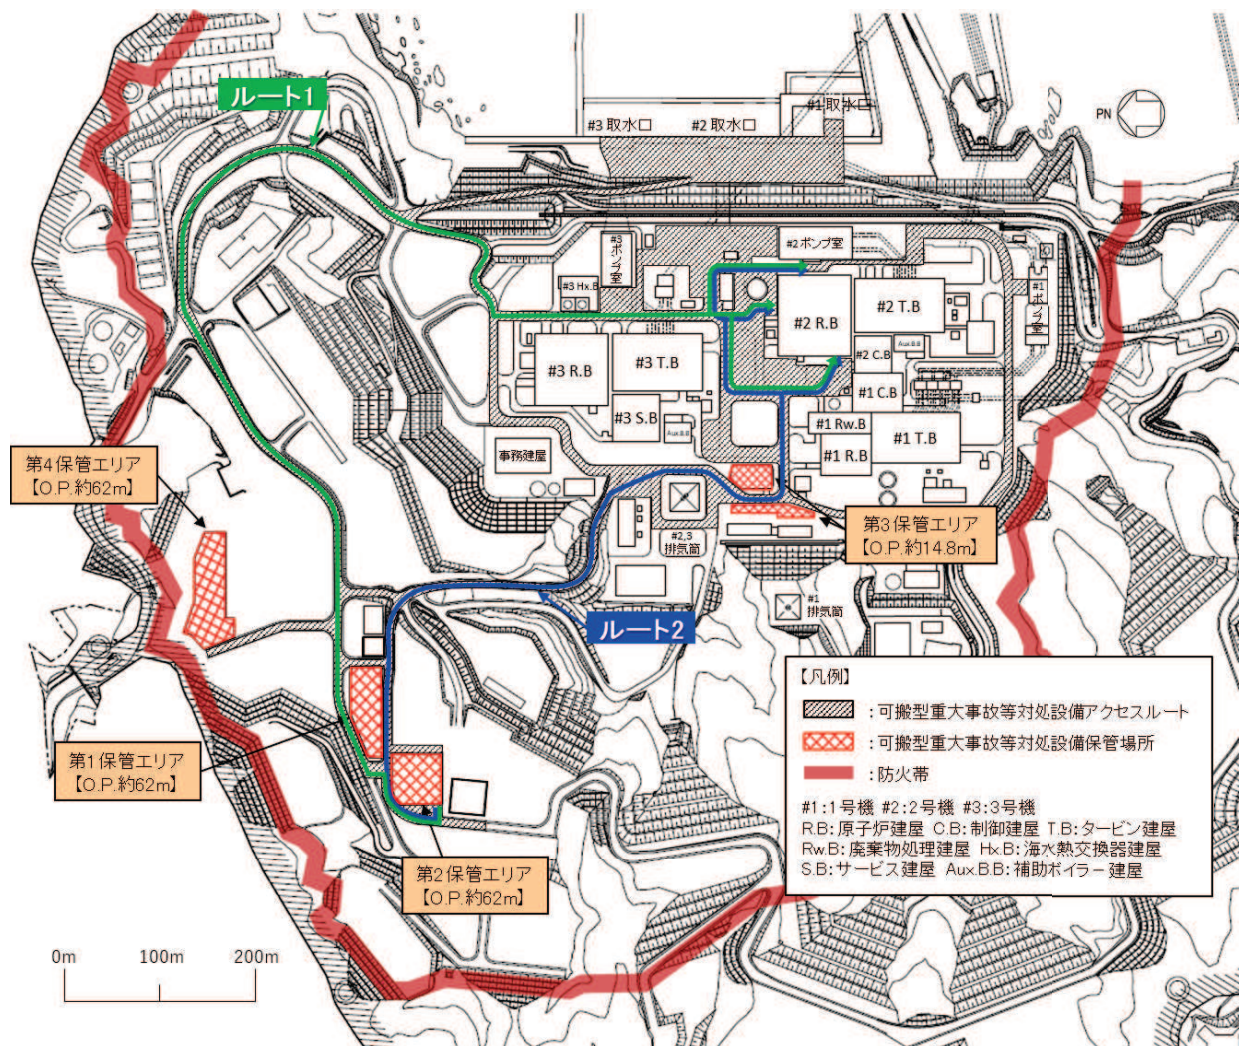 ルート1
#1 取水口
#3 取水口
#2 取水口
PN
#3 ポンプ室
#2 ポンプ室
#1 ポンプ室
#3 Hx.B
#2 R.B
#2 T.B
#3 R.B
#3 T.B
#2 C.B
Aux.B.B
#1 C.B
#3 S.B
Aux.B.B
#1 Rw.B
#1 T.B
#1 R.B
事務建屋
第4保管エリア
【O.P.約62m】
第3保管エリア
【O.P.約14.8m】
#2,3
排気筒
#1
排気筒
ルート2
第1保管エリア
【O.P.約62m】
第2保管エリア
【O.P.約62m】
【凡例】
:可搬型重大事故等対処設備アクセスルート
:可搬型重大事故等対処設備保管場所
:防火帯
#1:1号機 #2:2号機 #3:3号機
R.B:原子炉建屋 C.B:制御建屋 T.B:タービン建屋
Rw.B:廃棄物処理建屋 Hx.B:海水熱交換器建屋
S.B:サービス建屋 Aux.B.B:補助ボイラー建屋
0m 100m 200m